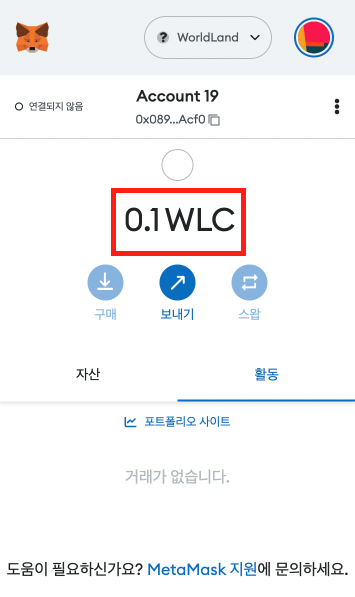 WorldLand
연결되지 않음
Account 19
0x089...Acf0
0.1 WLC
구매
보내기
스왑
자산
활동
포트폴리오 사이트
거래가 없습니다.
도움이 필요하신가요? MetaMask 지원에 문의하세요.